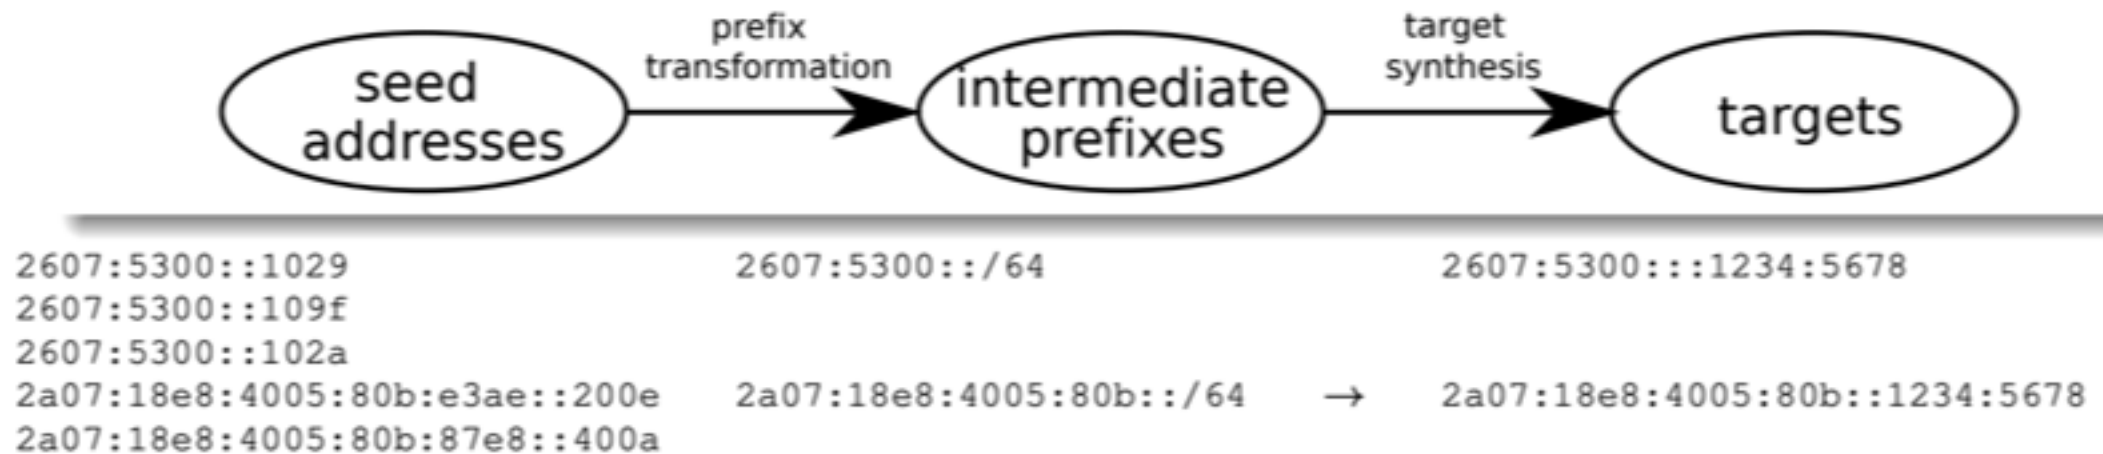 prefix
transformation
target
synthesis
seed
addresses
intermediate
prefixes
targets
2607:5300::1029 2607:5300::/64 2607:5300:::1234:5678
2607:5300::109f
2607:5300::102a
2a07:18e8:4005:80b:e3ae::200e 2a07:18e8:4005:80b::/64 → 2a07:18e8:4005:80b::1234:5678
2a07:18e8:4005:80b:87e8::400a